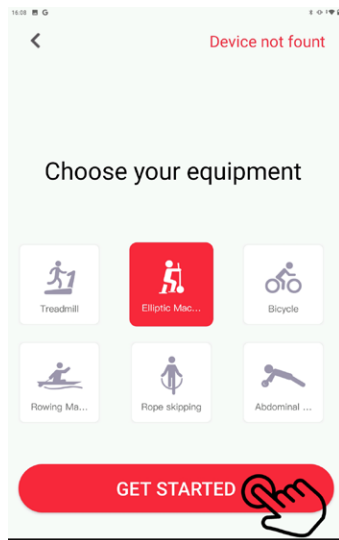 16:08 G
Device not fount
Choose your equipment
Treadmill
Elliptic Mac...
Bicycle
Rowing Ma...
Rope skipping
Abdominal ...
GET STARTED